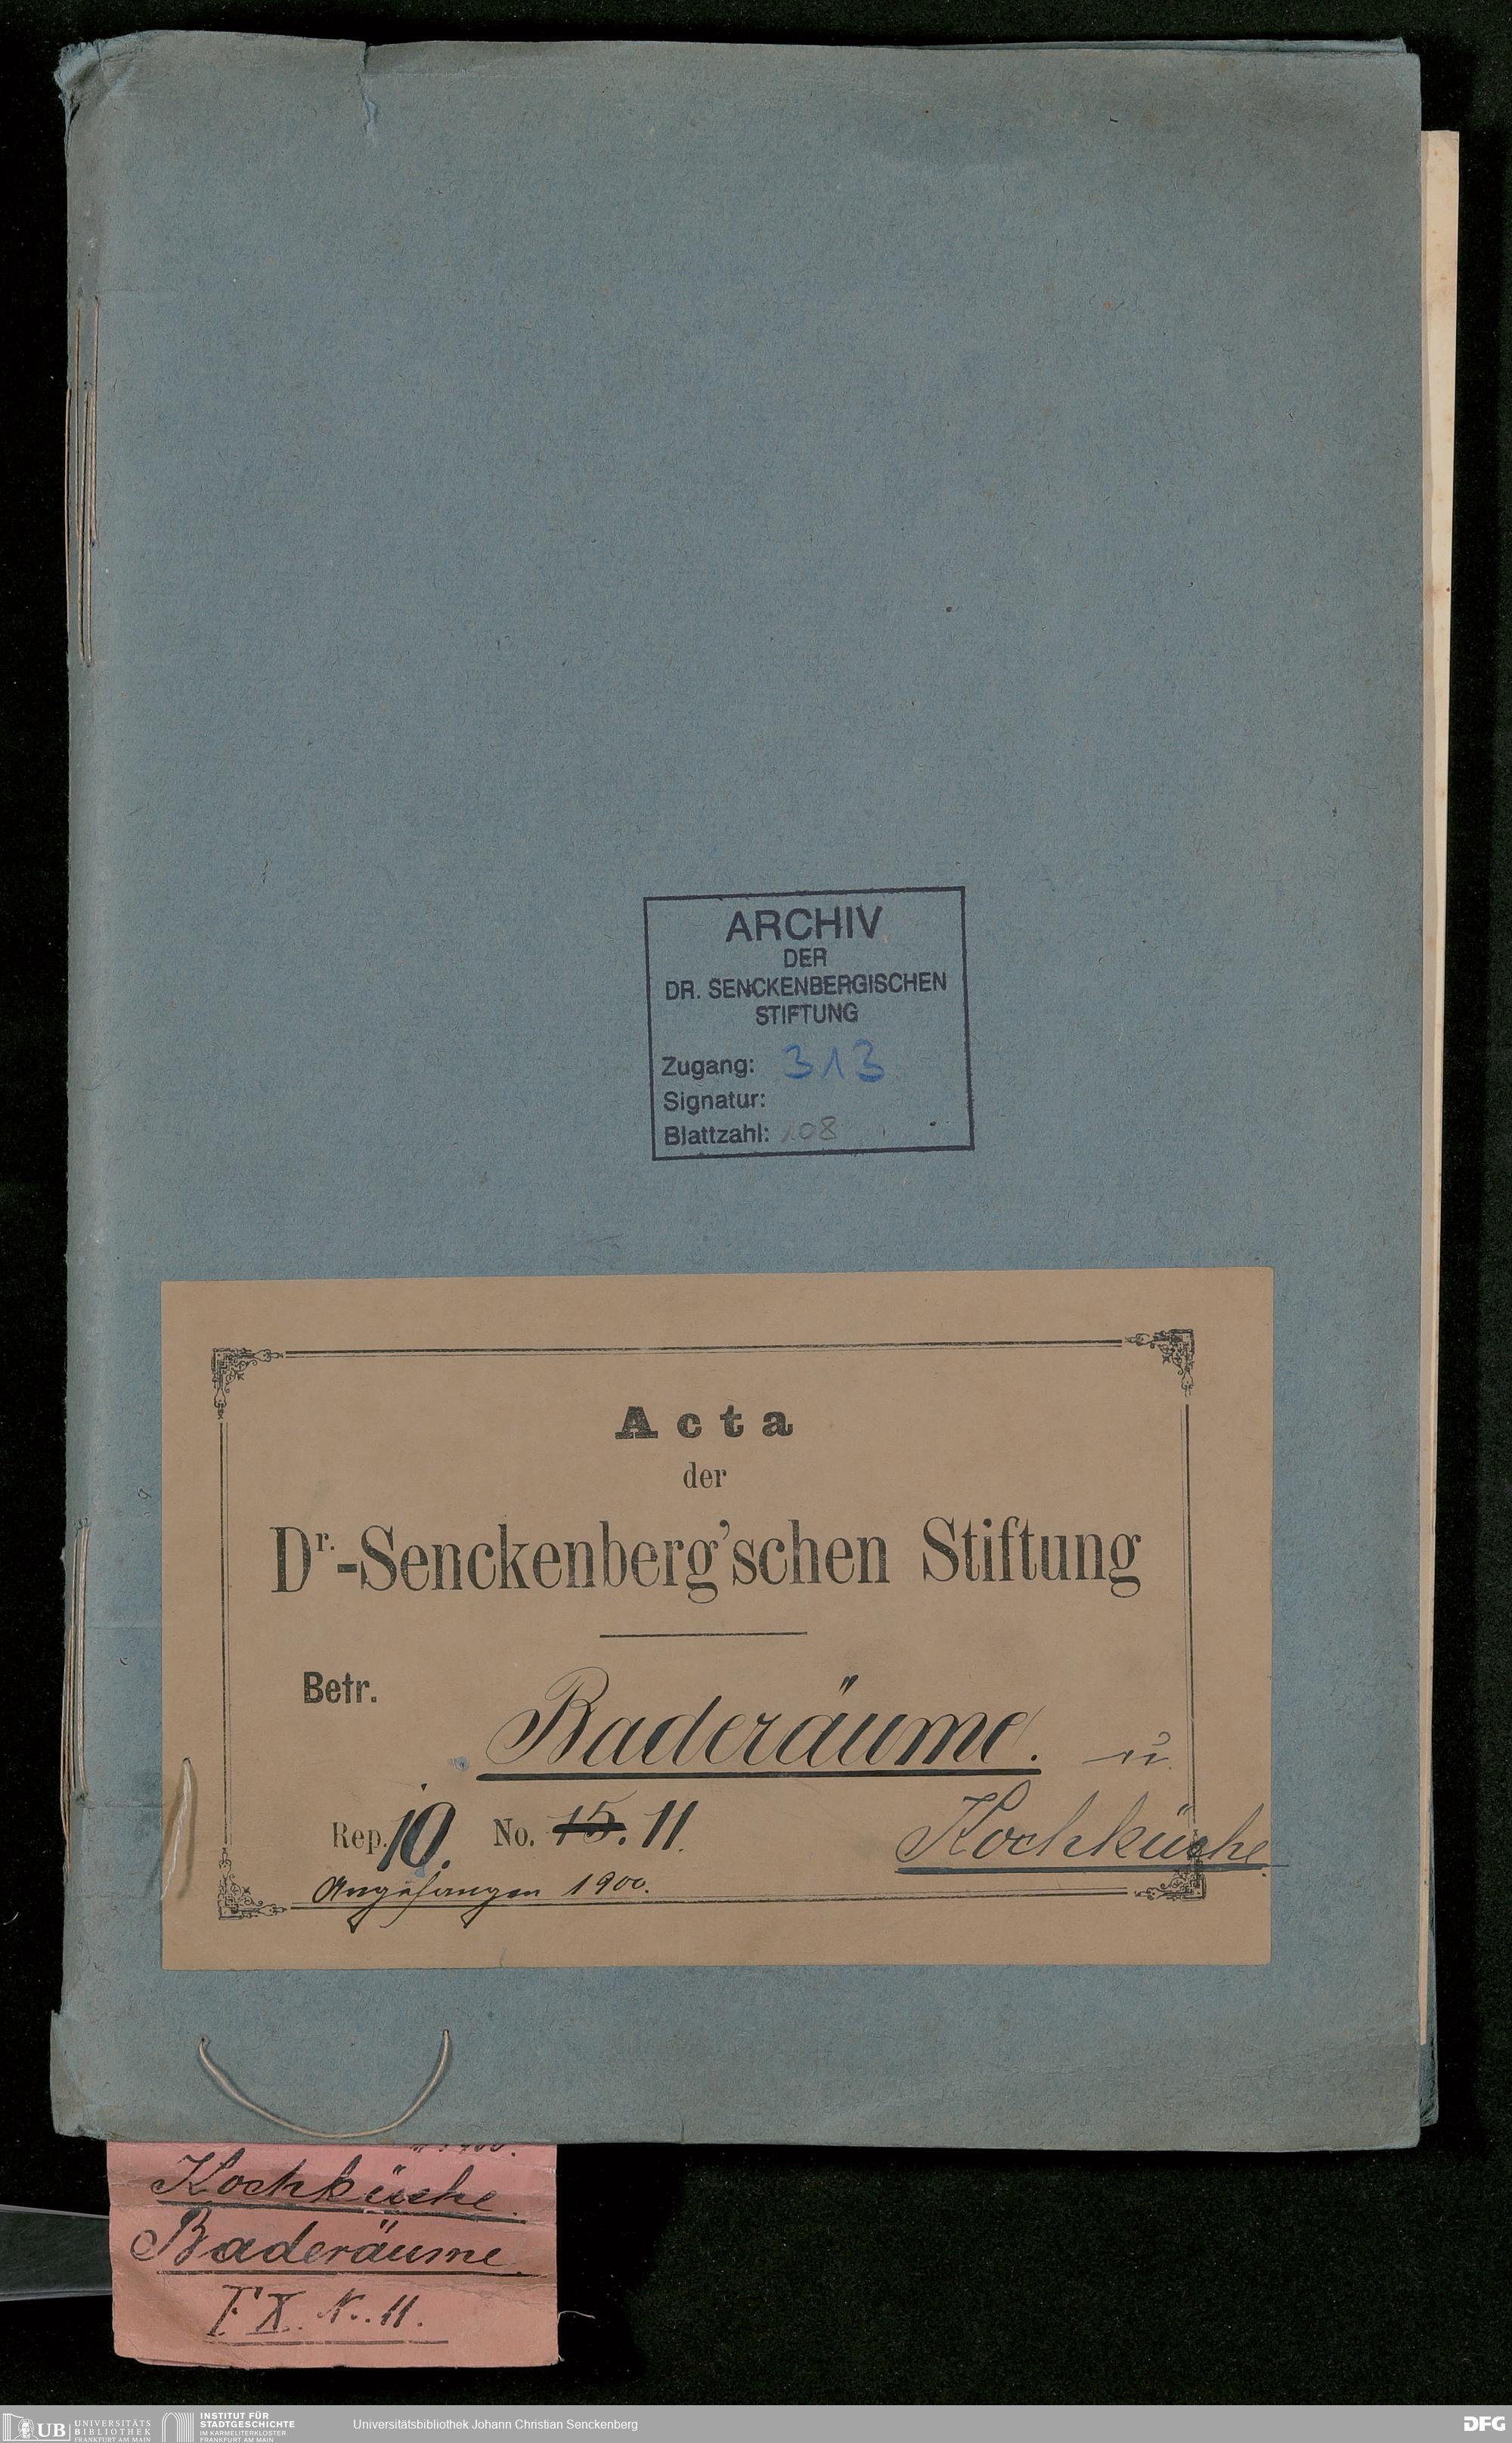 ARCHIV
DER
DR. SENCKENBERGISCHEN
STIFTUNG
Zugang: 313
Signatur:
Blattzahl: 108
Acta
der
Dr.-Senckenberg'schen Stiftung
Betr.
Baderäume. u.
Kochküche.
Rep. 10. No. 15. 11.
Angefangen 1900.
Kochküche.
Baderäume.
F X. No. 11.
UB UNIVERSITÄTS
BIBLIOTHEK
FRANKFURT AM MAIN
INSTITUT FÜR
STADTGESCHICHTE
IM KARMELITERKLOSTER
FRANKFURT AM MAIN
Universitätsbibliothek Johann Christian Senckenberg
DFG